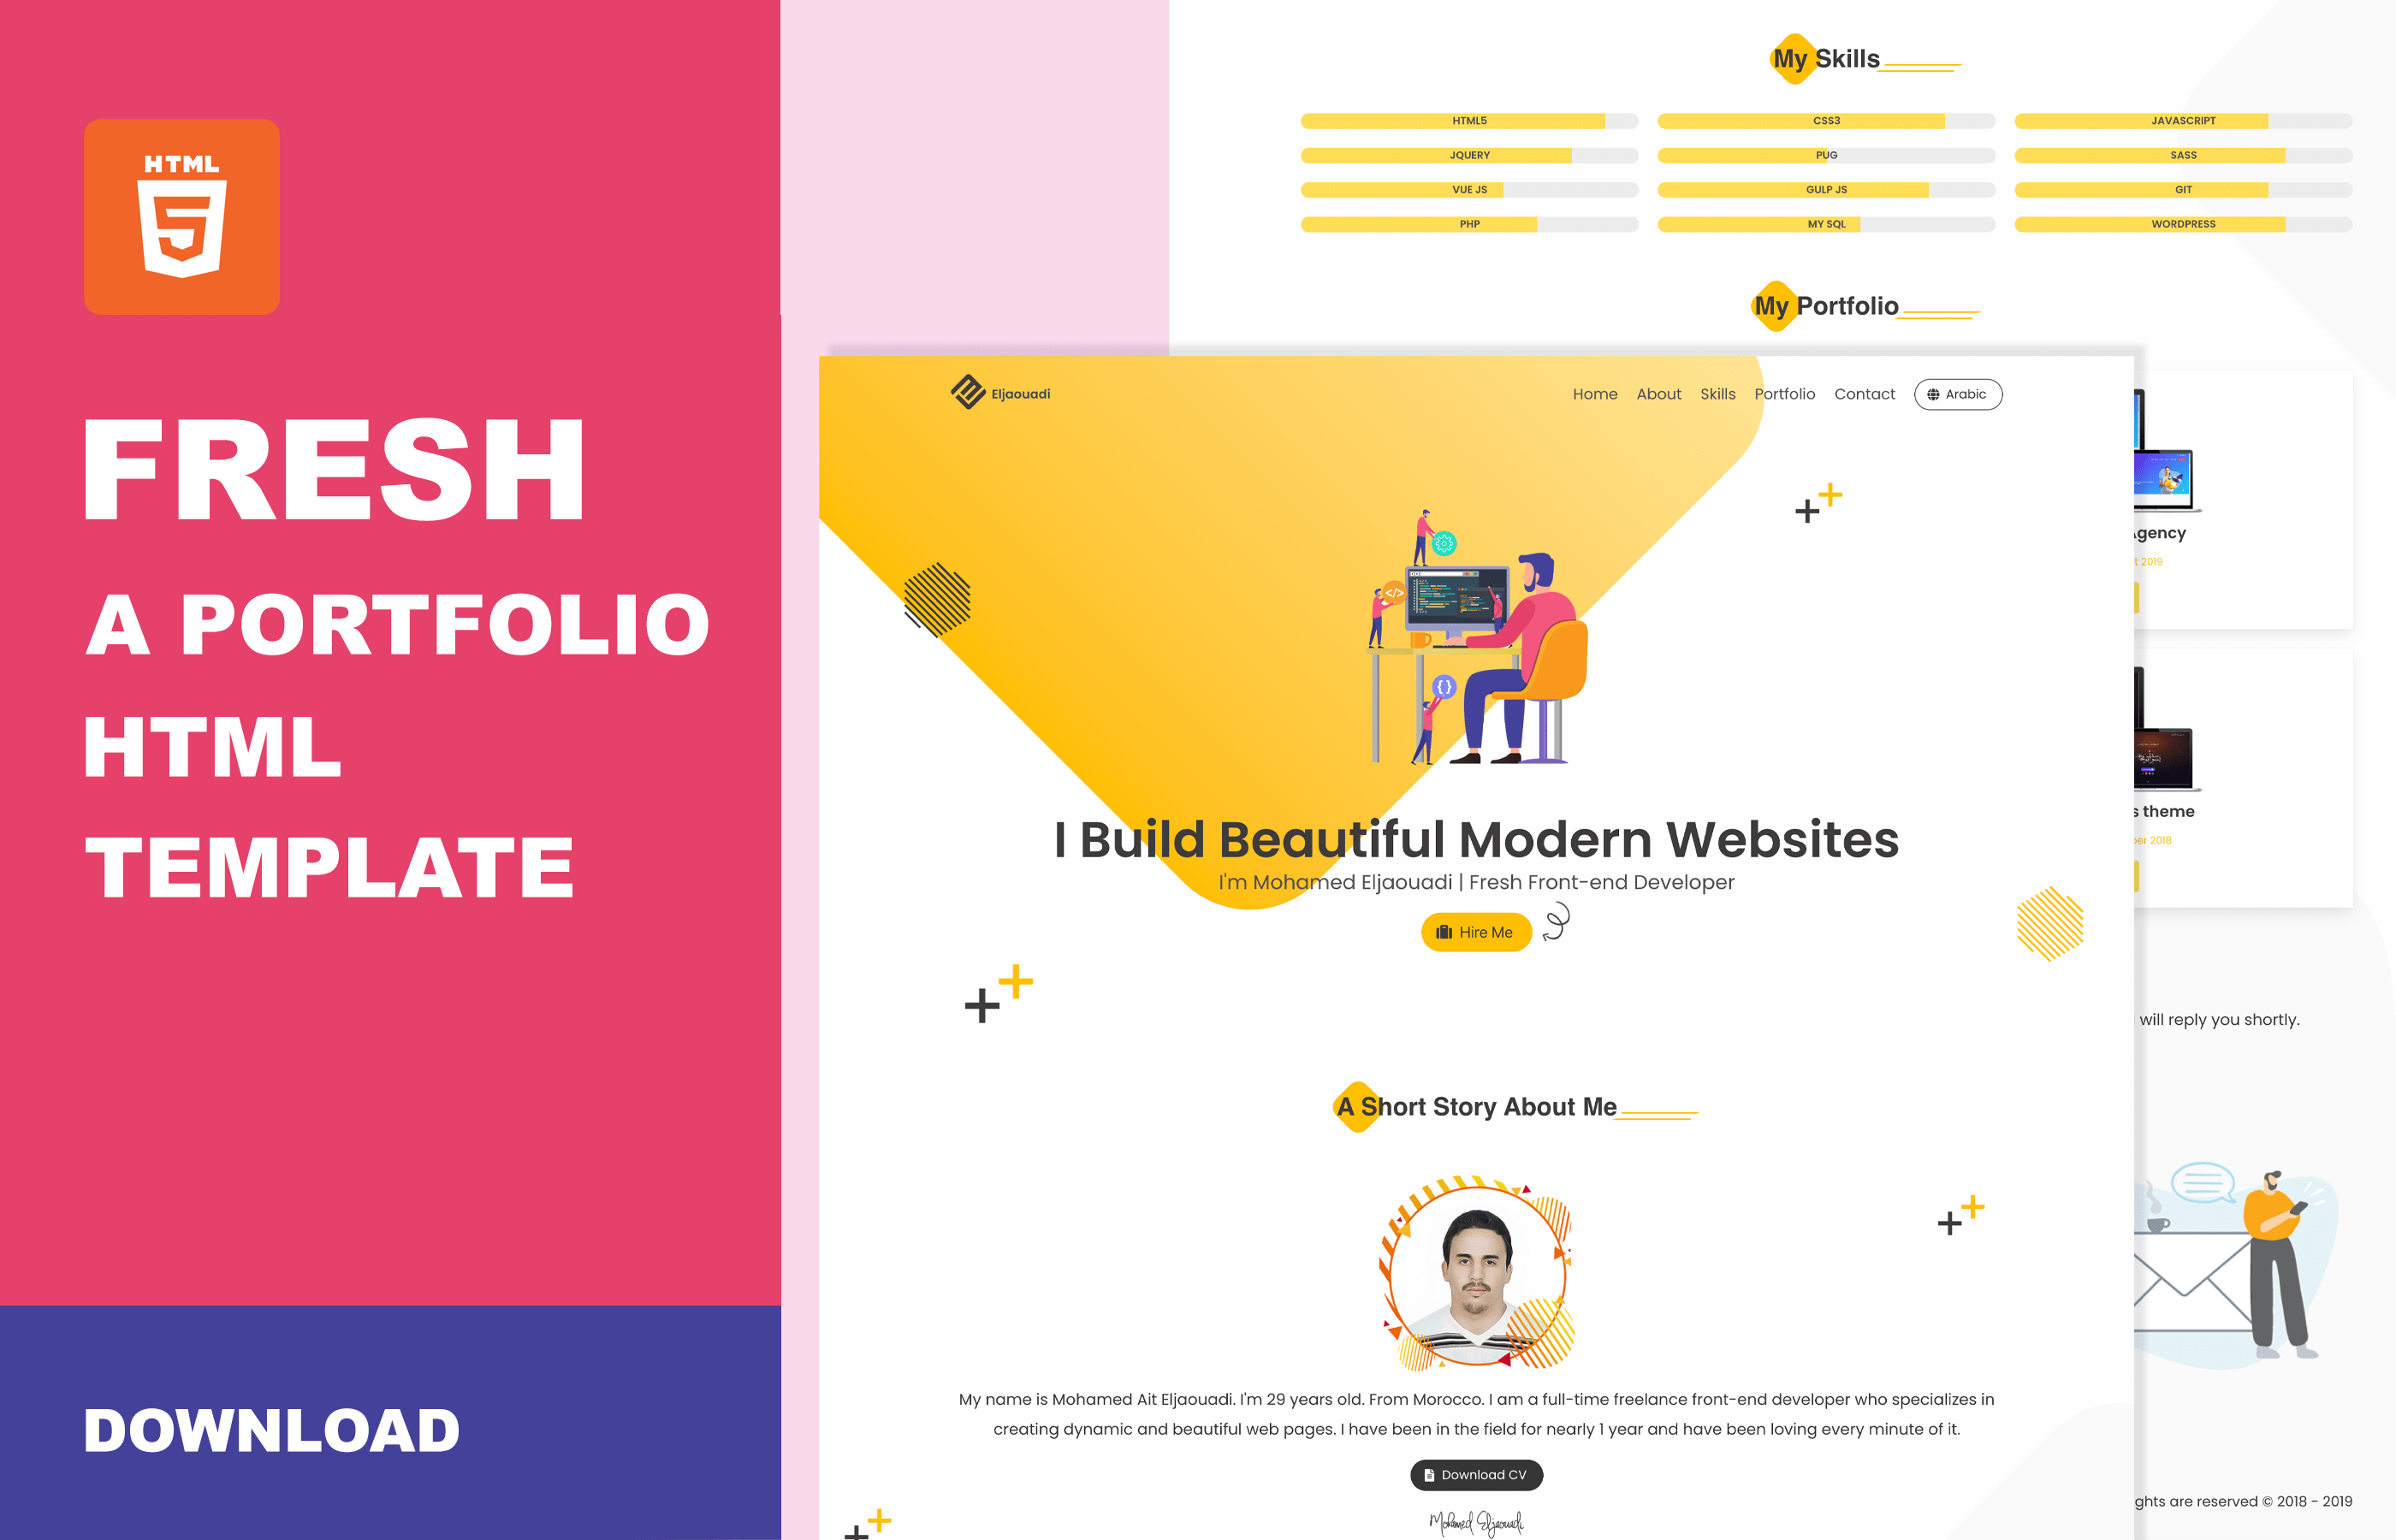 HTML
FRESH
A PORTFOLIO
HTML
TEMPLATE
DOWNLOAD
My Skills
HTML5
CSS3
JAVASCRIPT
JQUERY
PUG
SASS
VUE JS
GULP JS
GIT
PHP
MY SQL
WORDPRESS
My Portfolio
Eljaouadi
Home
About
Skills
Portfolio
Contact
Arabic
</>
{}
I Build Beautiful Modern Websites
I'm Mohamed Eljaouadi | Fresh Front-end Developer
Hire Me
A Short Story About Me
My name is Mohamed Ait Eljaouadi. I'm 29 years old. From Morocco. I am a full-time freelance front-end developer who specializes in
creating dynamic and beautiful web pages. I have been in the field for nearly 1 year and have been loving every minute of it.
Download CV
Mohamed Eljaouadi
gency
2019
s theme
ber 2018
will reply you shortly.
ghts are reserved © 2018 - 2019